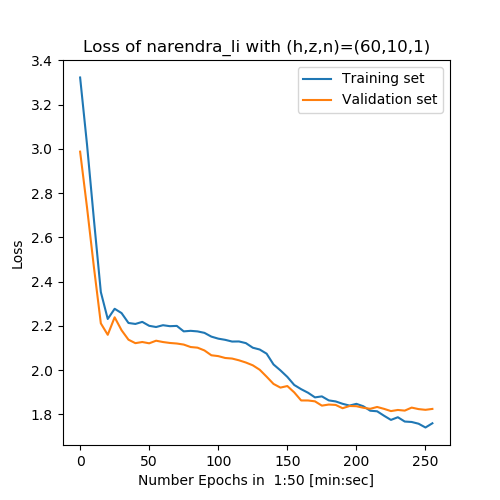 Loss of narendra_li with (h,z,n)=(60,10,1)
Training set
Validation set
Loss
3.4
3.2
3.0
2.8
2.6
2.4
2.2
2.0
1.8
0 50 100 150 200 250
Number Epochs in  1:50 [min:sec]